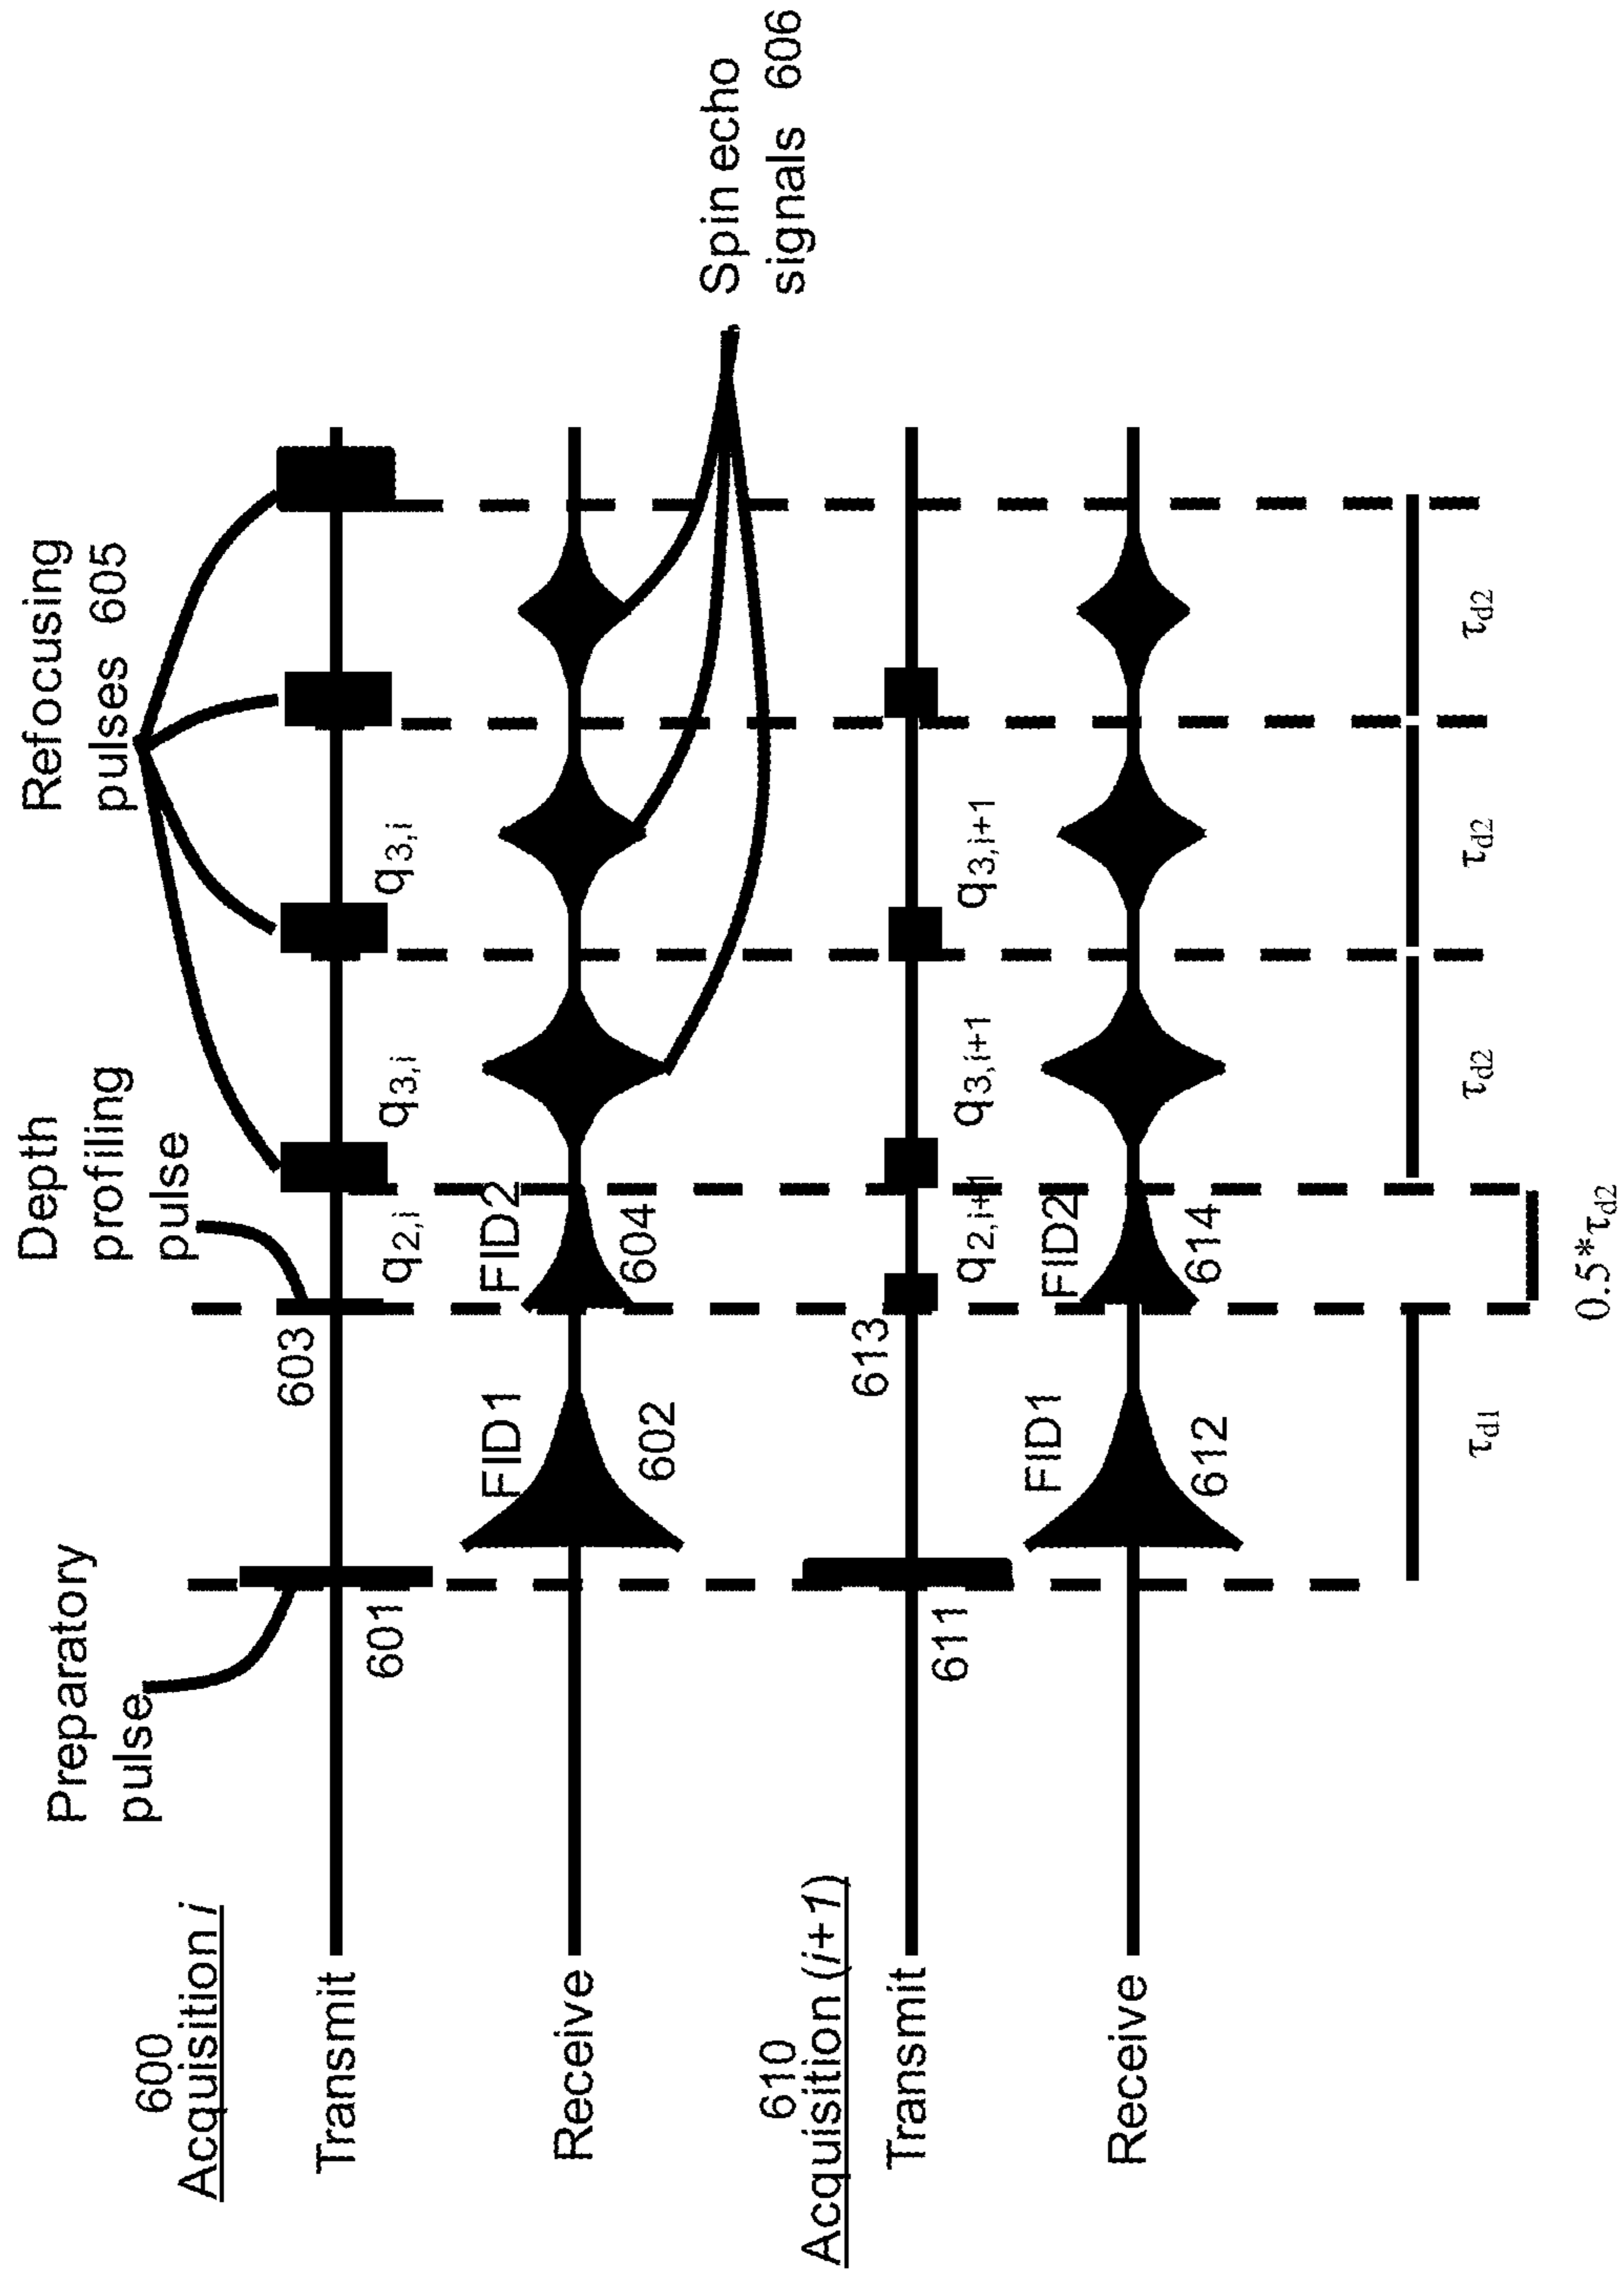 Preparatory
pulse
Depth
profiling
pulse
Refocusing
pulses 605
600
Acquisition i
Transmit
601
603
q2,i
q3,i
q3,i
Receive
FID1
602
FID2
604
Spin echo
signals 606
610
Acquisition (i+1)
Transmit
611
613
q2,i+1
q3,i+1
q3,i+1
Receive
FID1
612
FID2
614
τd1
τd2
τd2
τd2
0.5*τd2